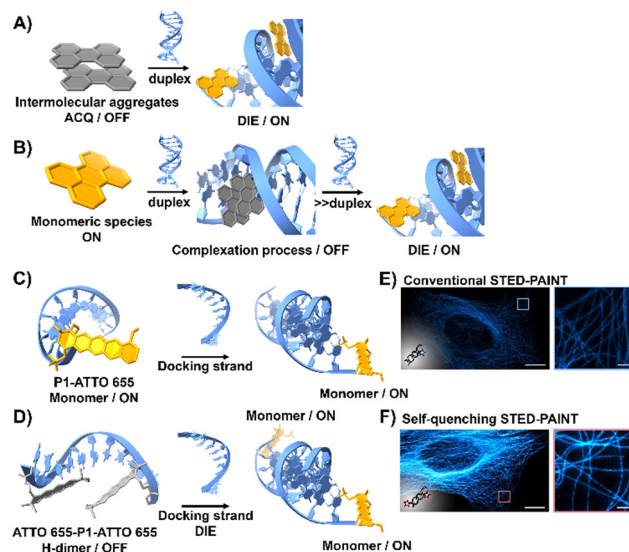 A)
duplex
Intermolecular aggregates
ACQ / OFF
DIE / ON
B)
duplex
>>duplex
Monomeric species
ON
Complexation process / OFF
DIE / ON
C)
P1-ATTO 655
Monomer / ON
Docking strand
Monomer / ON
D)
Monomer / ON
ATTO 655-P1-ATTO 655
H-dimer / OFF
Docking strand
DIE
Monomer / ON
E) Conventional STED-PAINT
F) Self-quenching STED-PAINT